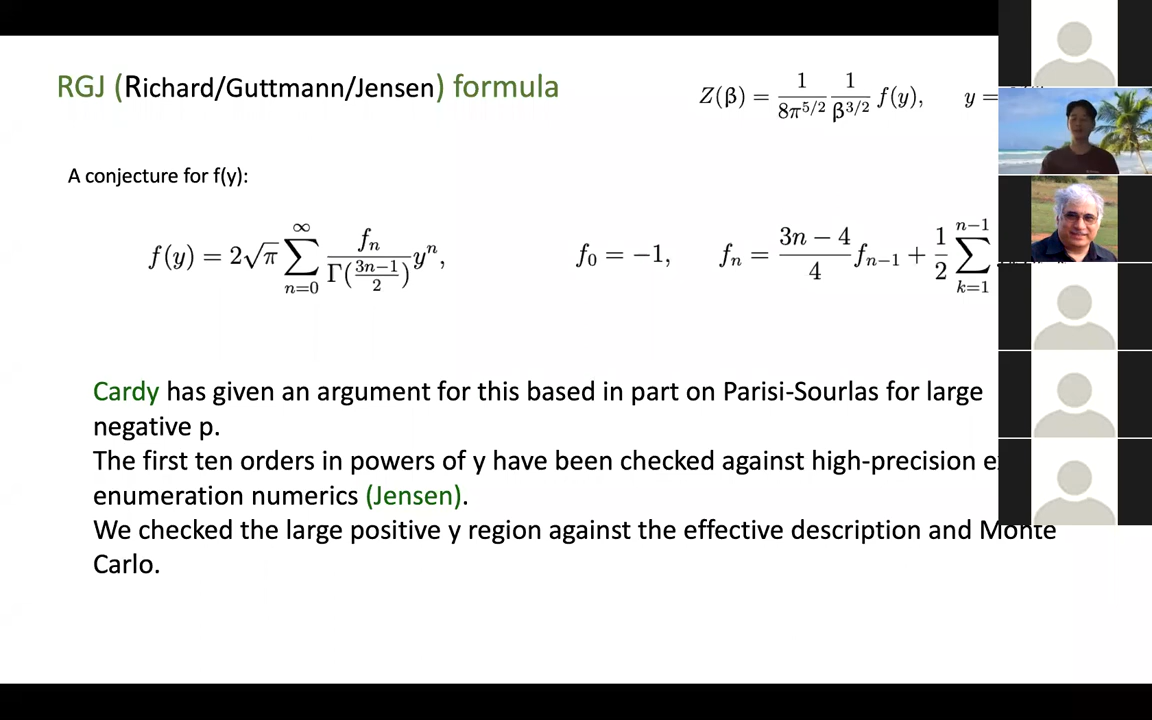 RGJ (Richard/Guttmann/Jensen) formula
Z(β) = 1/(8π^{5/2}) 1/β^{3/2} f(y), y =
A conjecture for f(y):
f(y) = 2√π ∑_{n=0}^{∞} f_n/Γ((3n−1)/2) y^n, f_0 = −1, f_n = (3n − 4)/4 f_{n−1} + 1/2 ∑_{k=1}^{n−1}
Cardy has given an argument for this based in part on Parisi-Sourlas for large
negative p.
The first ten orders in powers of y have been checked against high-precision
enumeration numerics (Jensen).
We checked the large positive y region against the effective description and Monte
Carlo.